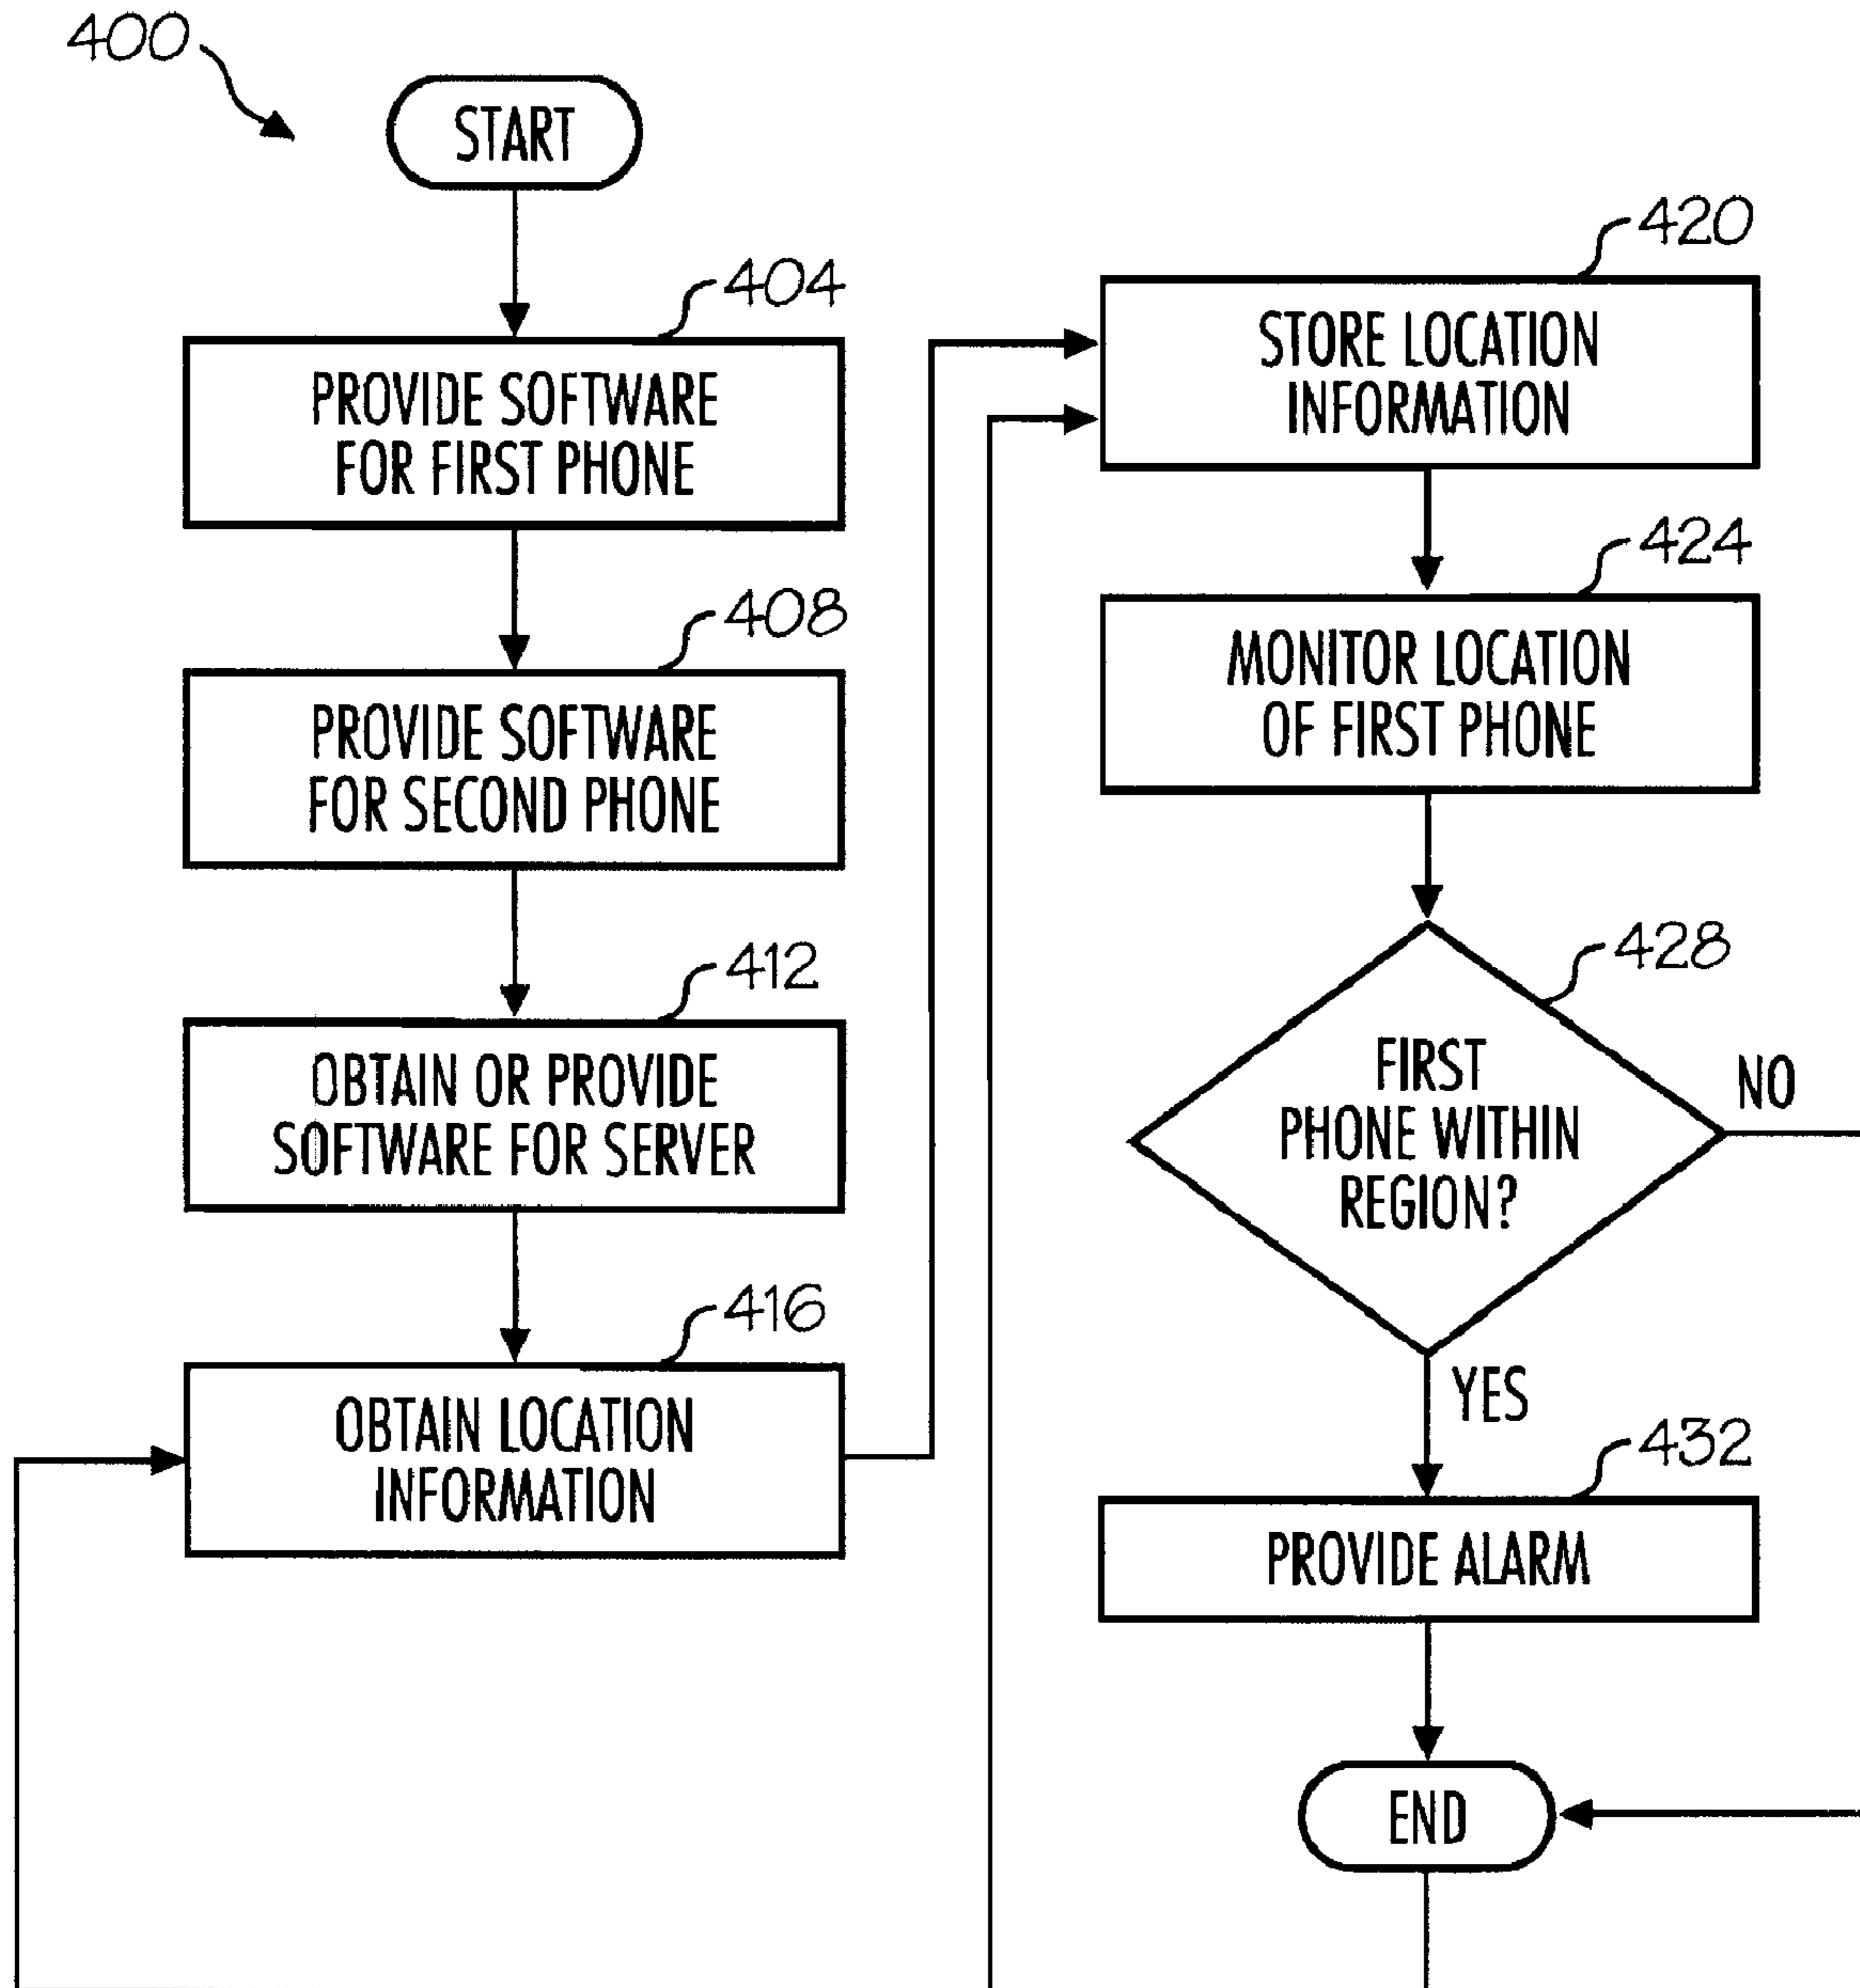 400
START
404
PROVIDE SOFTWARE
FOR FIRST PHONE
408
PROVIDE SOFTWARE
FOR SECOND PHONE
412
OBTAIN OR PROVIDE
SOFTWARE FOR SERVER
416
OBTAIN LOCATION
INFORMATION
420
STORE LOCATION
INFORMATION
424
MONITOR LOCATION
OF FIRST PHONE
428
FIRST
PHONE WITHIN
REGION?
NO
YES
432
PROVIDE ALARM
END